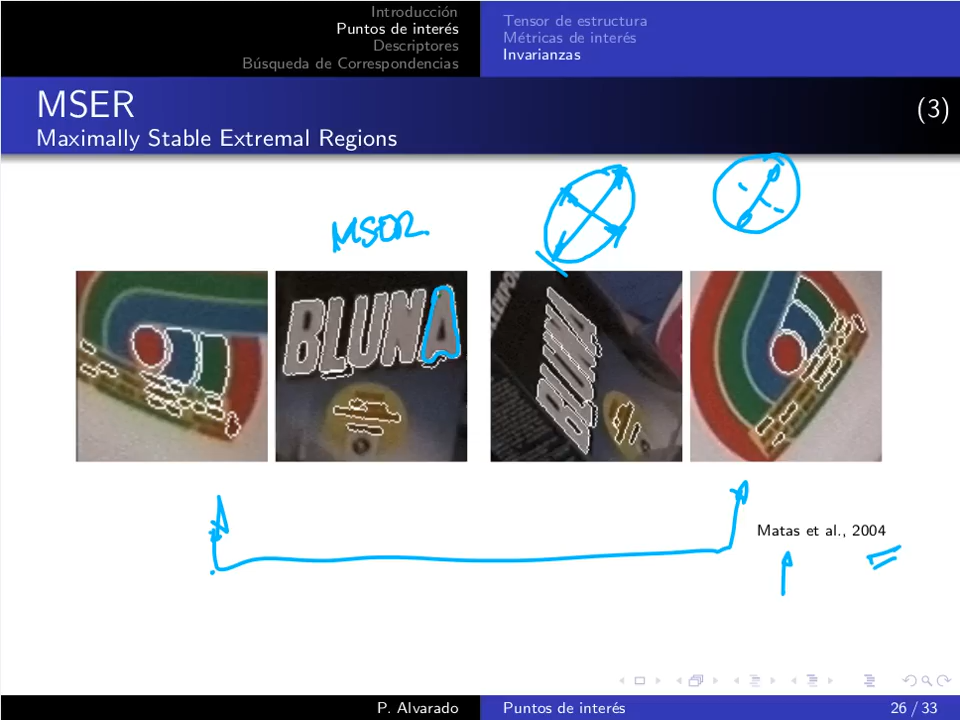 Introducción
Puntos de interés
Descriptores
Búsqueda de Correspondencias
Tensor de estructura
Métricas de interés
Invarianzas
MSER
(3)
Maximally Stable Extremal Regions
MSER
BLUNA
BLUNA
Matas et al., 2004
P. Alvarado
Puntos de interés
26 / 33